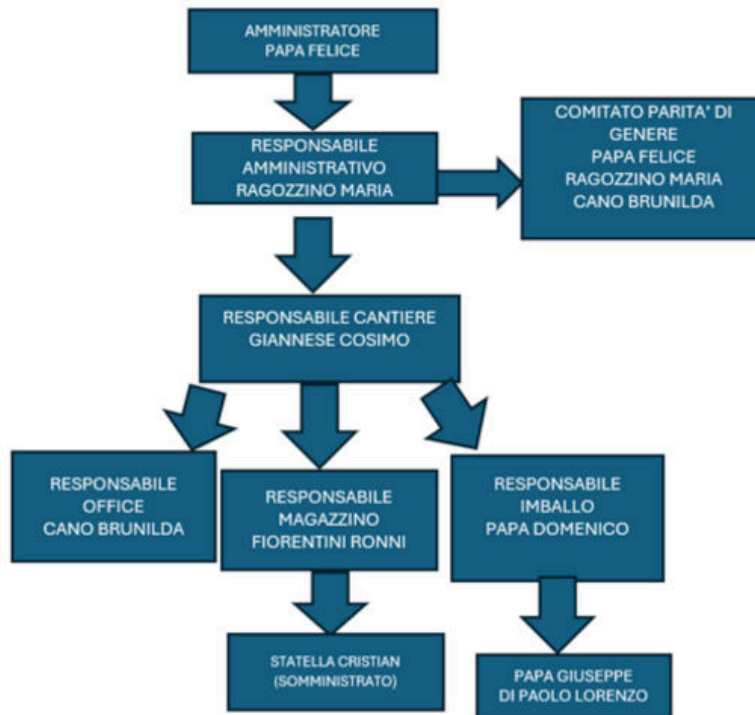 AMMINISTRATORE
PAPA FELICE
RESPONSABILE
AMMINISTRATIVO
RAGOZZINO MARIA
COMITATO PARITA' DI
GENERE
PAPA FELICE
RAGOZZINO MARIA
CANO BRUNILDA
RESPONSABILE CANTIERE
GIANNESE COSIMO
RESPONSABILE
OFFICE
CANO BRUNILDA
RESPONSABILE
MAGAZZINO
FIORENTINI RONNI
RESPONSABILE
IMBALLO
PAPA DOMENICO
STATELLA CRISTIAN
(SOMMINISTRATO)
PAPA GIUSEPPE
DI PAOLO LORENZO